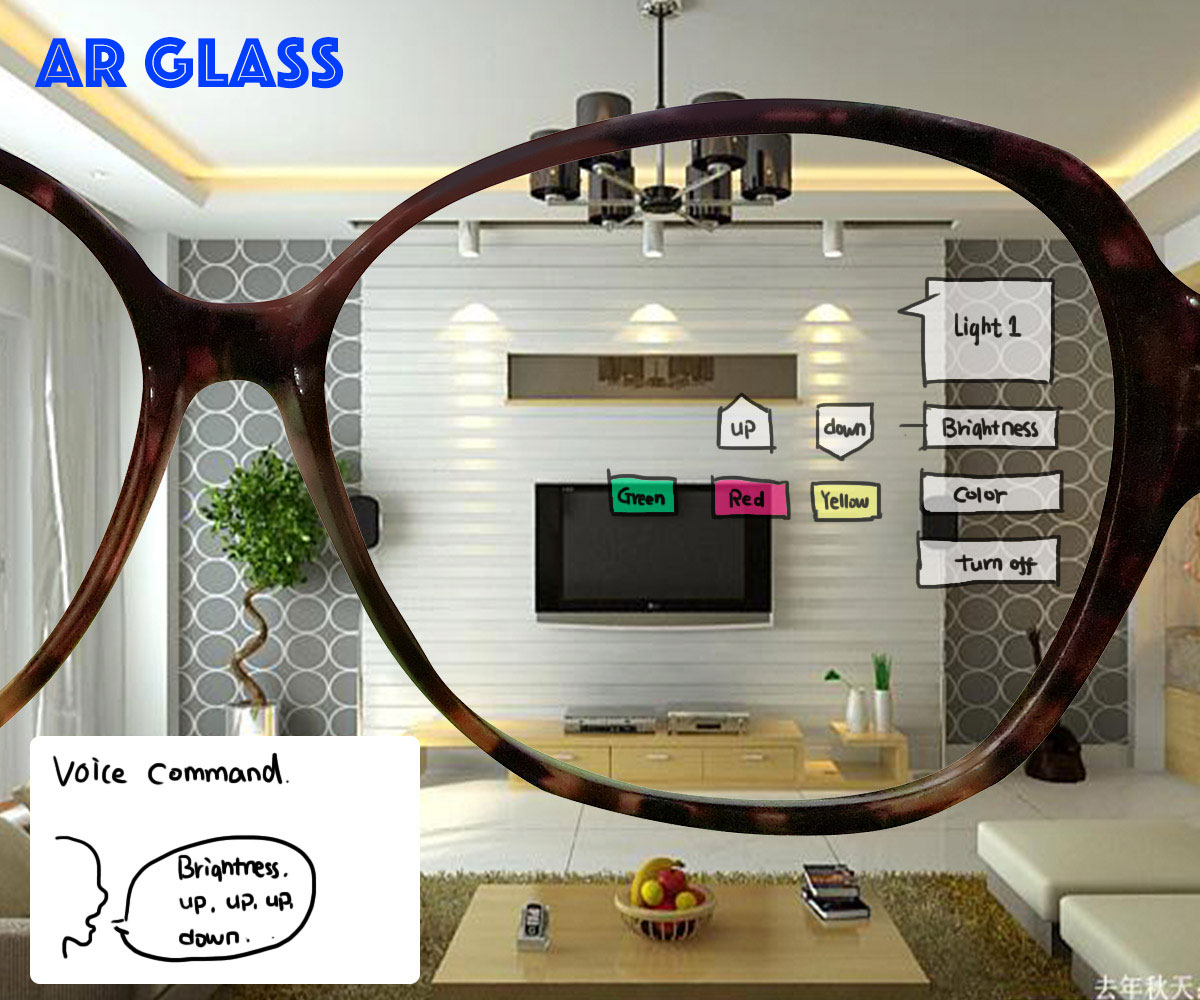 AR GLASS
Light 1
up
down
Brightness
Green
Red
Yellow
Color
turn off
Voice command.
Brightness.
up, up, up,
down.
去年秋天